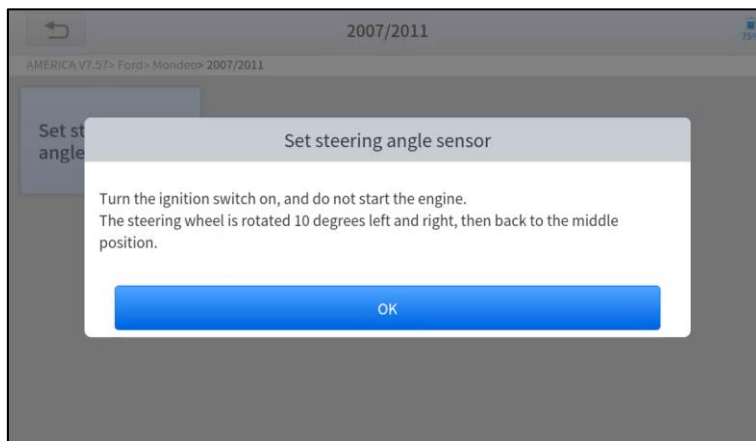 2007/2011
75%
AMERICA V7.57> Ford> Mondeo> 2007/2011
Set st
angle
Set steering angle sensor
Turn the ignition switch on, and do not start the engine.
The steering wheel is rotated 10 degrees left and right, then back to the middle
position.
OK